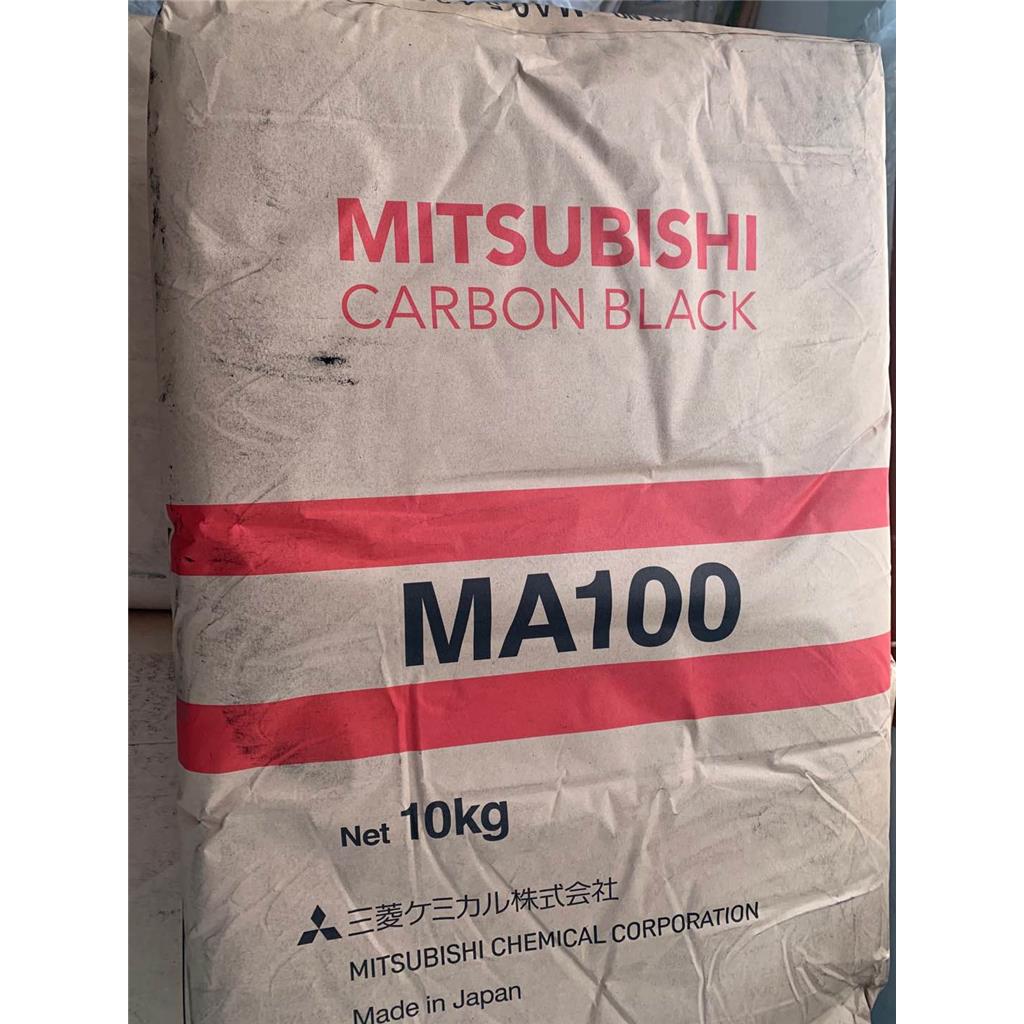 MITSUBISHI
CARBON BLACK
MA100
Net 10kg
三菱ケミカル株式会社
MITSUBISHI CHEMICAL CORPORATION
Made in Japan